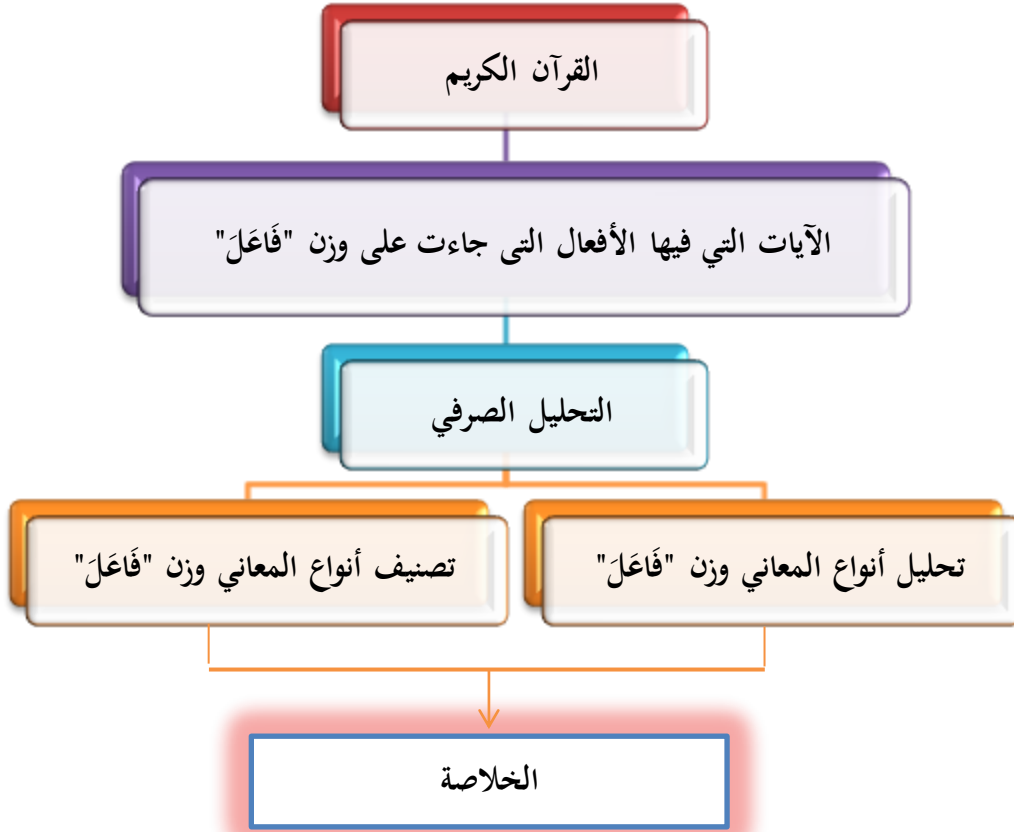 القرآن الكريم
الآيات التي فيها الأفعال التى جاءت على وزن "فَاعَلَ"
التحليل الصرفي
تحليل أنواع المعاني وزن "فَاعَلَ"
تصنيف أنواع المعاني وزن "فَاعَلَ"
الخلاصة